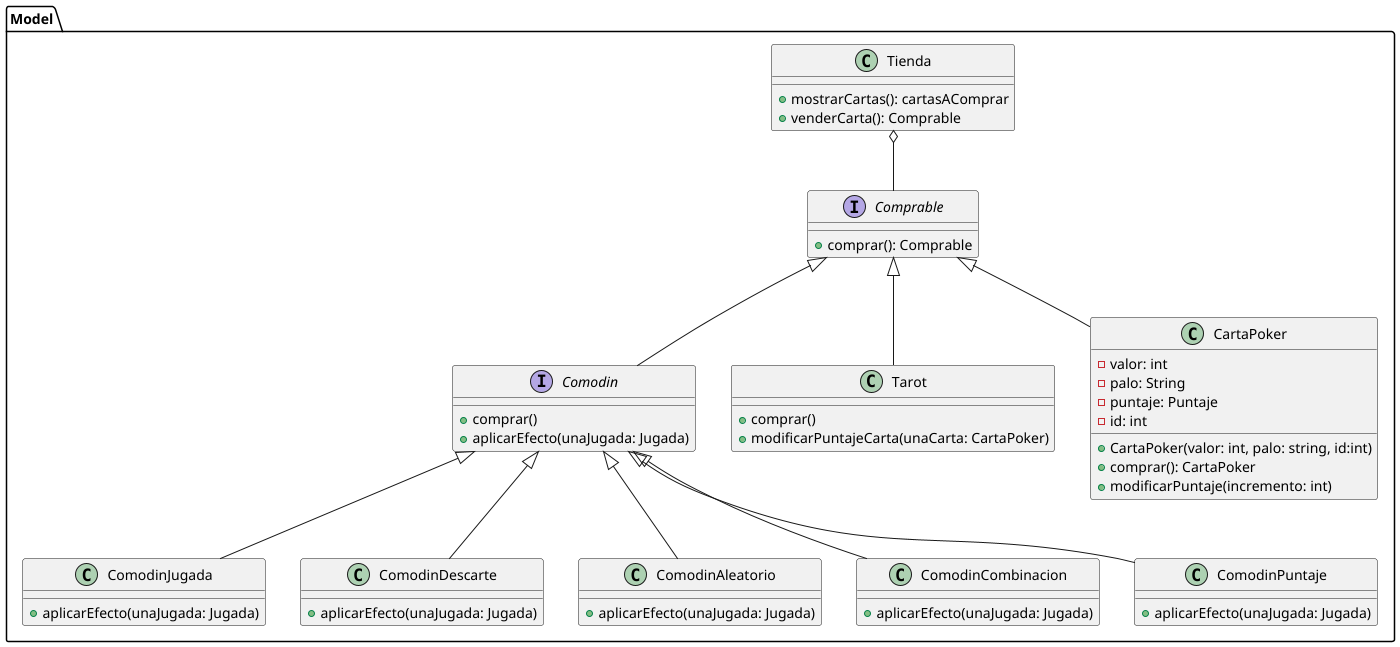 Model
C Tienda
mostrarCartas(): cartasAComprar
venderCarta(): Comprable
I Comprable
comprar(): Comprable
I Comodin
comprar()
aplicarEfecto(unaJugada: Jugada)
C Tarot
comprar()
modificarPuntajeCarta(unaCarta: CartaPoker)
C CartaPoker
valor: int
palo: String
puntaje: Puntaje
id: int
CartaPoker(valor: int, palo: string, id:int)
comprar(): CartaPoker
modificarPuntaje(incremento: int)
C ComodinJugada
aplicarEfecto(unaJugada: Jugada)
C ComodinDescarte
aplicarEfecto(unaJugada: Jugada)
C ComodinAleatorio
aplicarEfecto(unaJugada: Jugada)
C ComodinCombinacion
aplicarEfecto(unaJugada: Jugada)
C ComodinPuntaje
aplicarEfecto(unaJugada: Jugada)